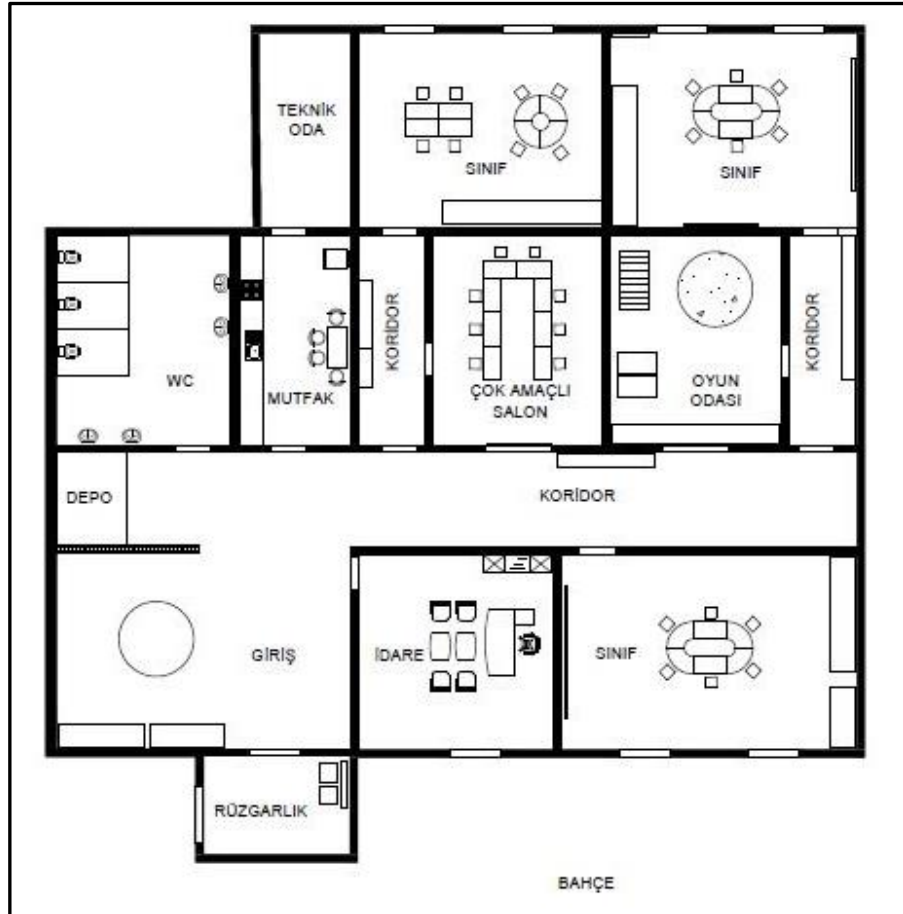 TEKNİK
ODA
SINIF
SINIF
WC
MUTFAK
KORİDOR
ÇOK AMAÇLI
SALON
OYUN
ODASI
KORİDOR
DEPO
KORİDOR
GİRİŞ
İDARE
SINIF
RÜZGARLIK
BAHÇE